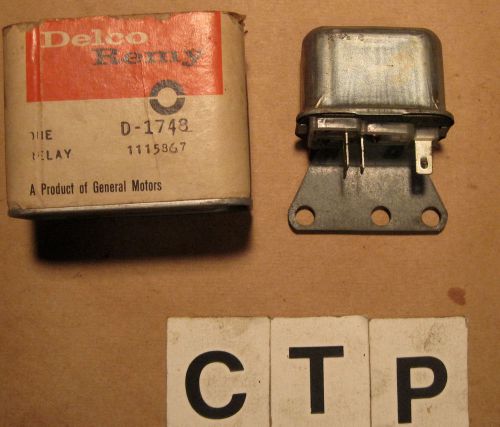 Delco
Remy
D-1748
1115867
A Product of General Motors
C T P